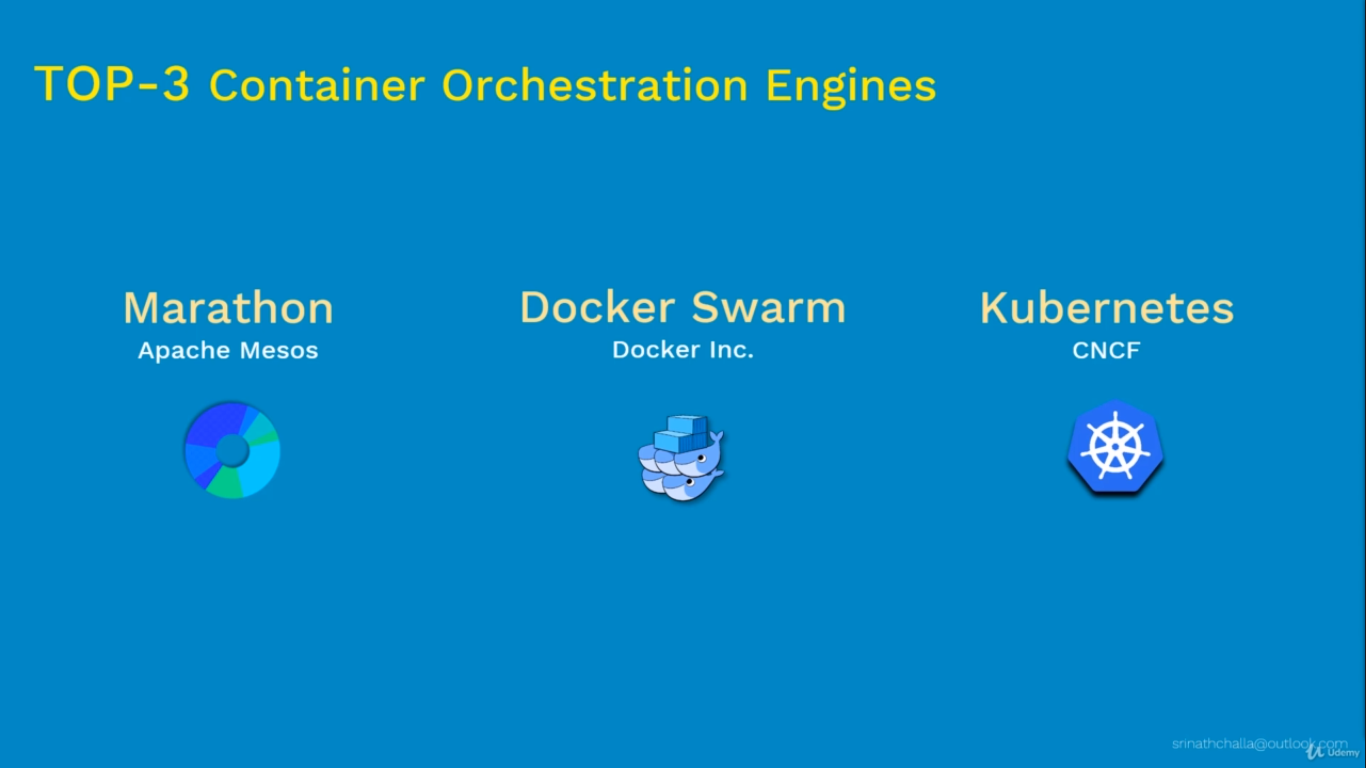 TOP-3 Container Orchestration Engines
Marathon
Apache Mesos
Docker Swarm
Docker Inc.
Kubernetes
CNCF
srinathchalla@outlook.com
Udemy